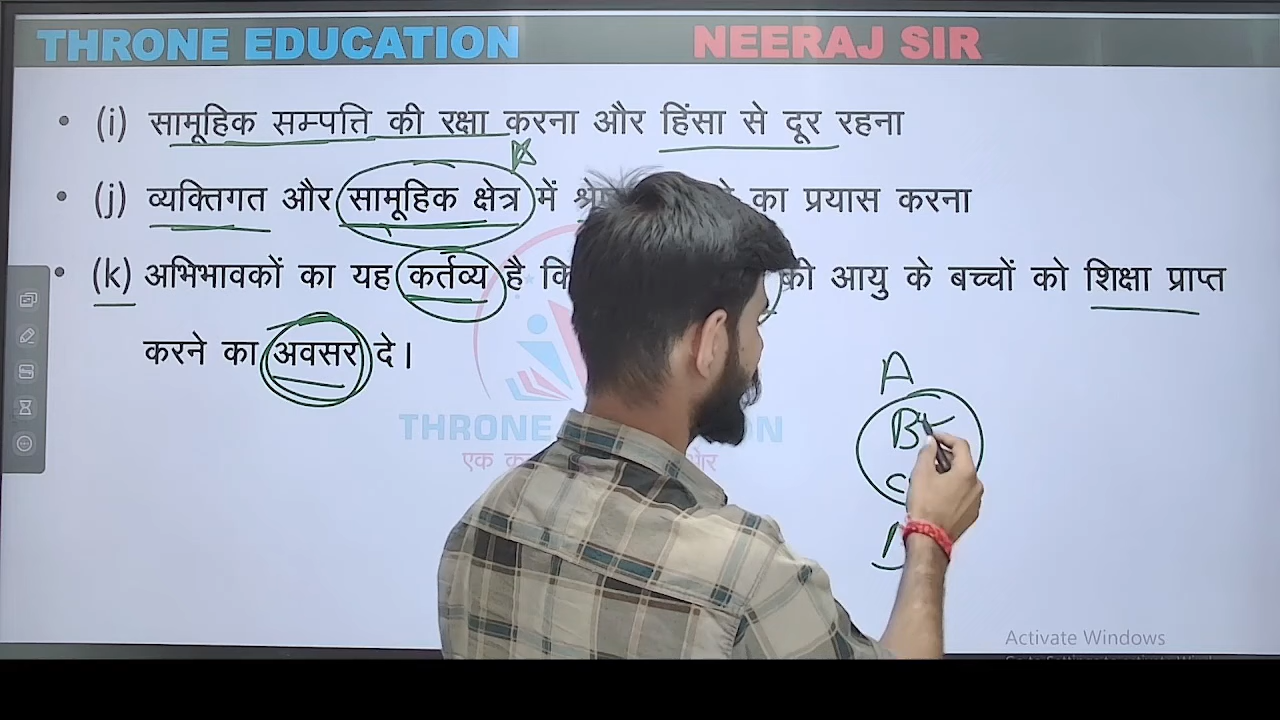 THRONE EDUCATION NEERAJ SIR
• (i) सामूहिक सम्पति की रक्षा करना और हिंसा से दूर रहना
• (j) व्यक्तिगत और सामूहिक क्षेत्र में का प्रयास करना
• (k) अभिभावकों का यह कर्तव्य है कि की आयु के बच्चों को शिक्षा प्राप्त
करने का अवसर दे।
A
B
THRONE
एक
Activate Windows